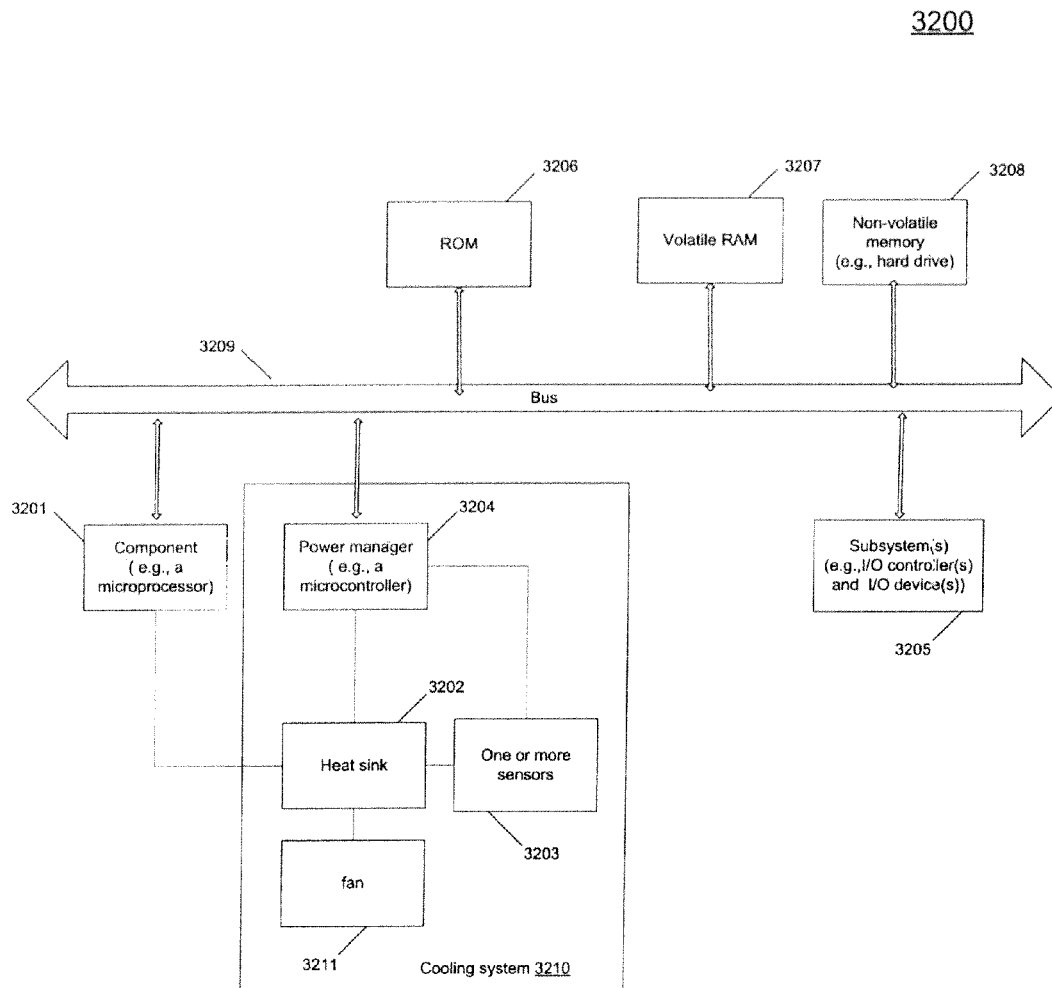 3200
3206
3207
3208
ROM
Volatile RAM
Non-volatile
memory
(e.g., hard drive)
3209
Bus
3201
3204
Component
( e.g., a
microprocessor)
Power manager
( e.g., a
microcontroller)
Subsystem(s)
(e.g.,I/O controller(s)
and I/O device(s))
3205
3202
Heat sink
One or more
sensors
3203
fan
3211
Cooling system 3210